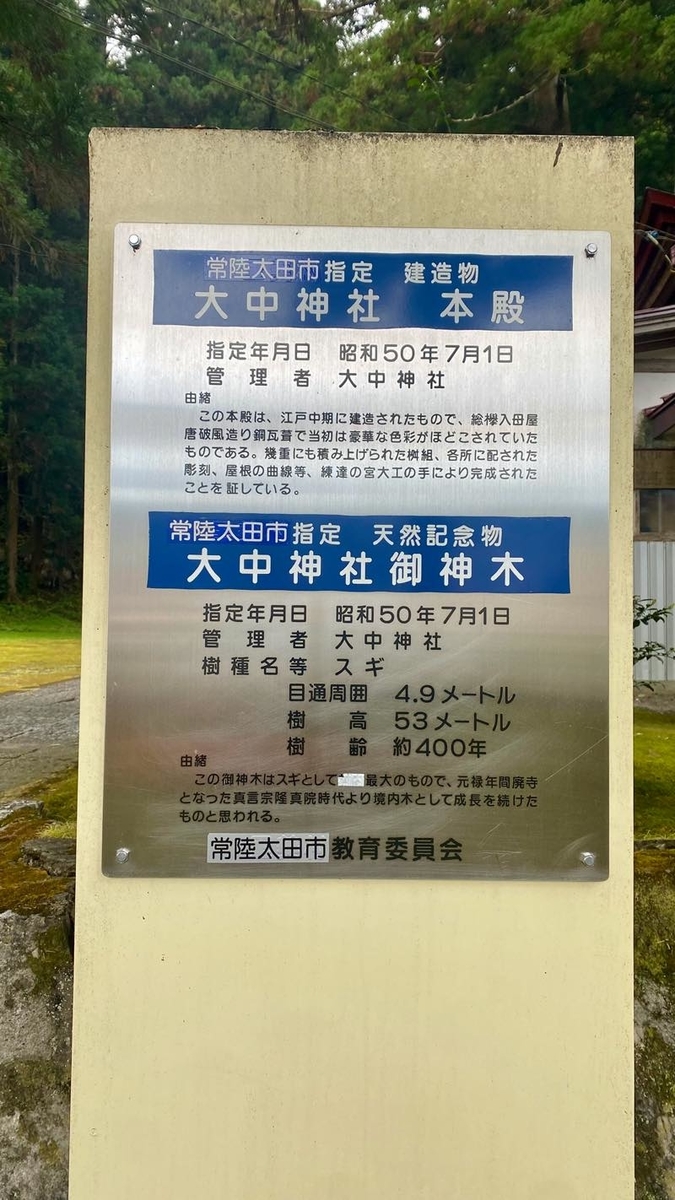 常陸太田市指定 建造物
大中神社 本殿
指定年月日 昭和50年7月1日
管理者 大中神社
由緒
この本殿は、江戸中期に建造されたもので、総欅入母屋
唐破風造り銅瓦葺で当初は豪華な色彩がほどこされていた
ものである。幾重にも積み上げられた桝組、各所に配された
彫刻、屋根の曲線等、練達の宮大工の手により完成された
ことを証している。
常陸太田市指定 天然記念物
大中神社御神木
指定年月日 昭和50年7月1日
管理者 大中神社
樹種名等 スギ
目通周囲 4.9メートル
樹高 53メートル
樹齢 約400年
由緒
この御神木はスギとして 最大のもので、元禄年間廃寺
となった真言宗隆真院時代より境内木として成長を続けた
ものと思われる。
常陸太田市教育委員会